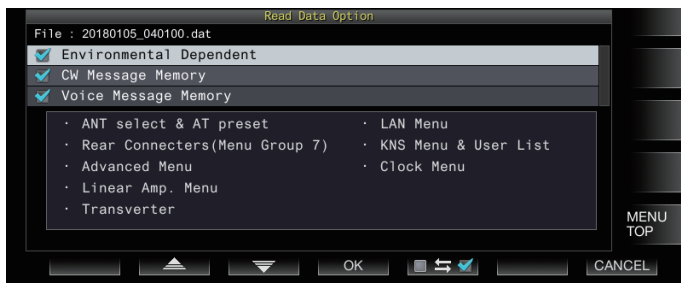 Read Data Option
File : 20180105_040100.dat
Environmental Dependent
CW Message Memory
Voice Message Memory
· ANT select & AT preset
· Rear Connecters(Menu Group 7)
· Advanced Menu
· Linear Amp. Menu
· Transverter
· LAN Menu
· KNS Menu & User List
· Clock Menu
MENU
TOP
OK
CANCEL